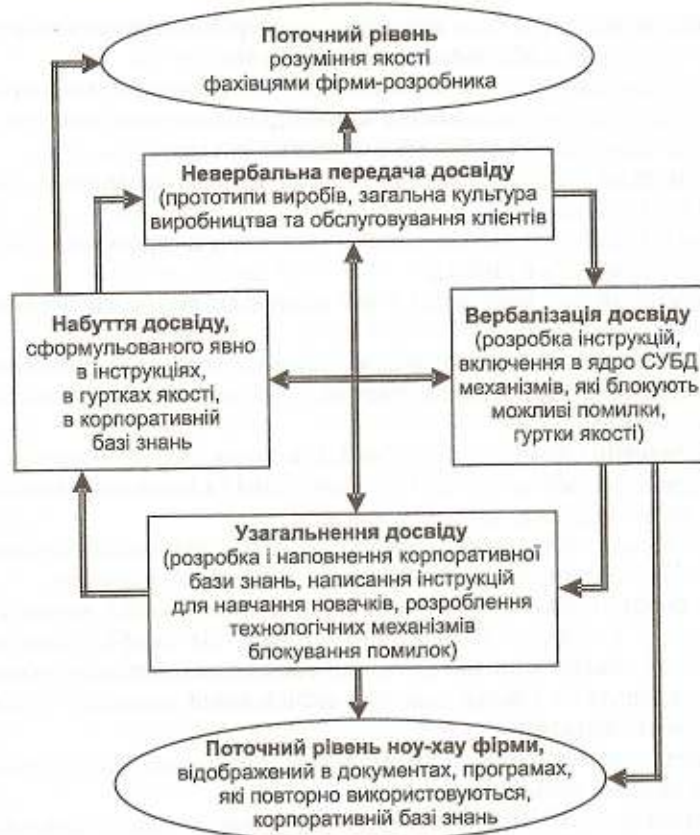 Поточний рівень
розуміння якості
фахівцями фірми-розробника
Невербальна передача досвіду
(прототипи виробів, загальна культура
виробництва та обслуговування клієнтів
Набуття досвіду,
сформульованого явно
в інструкціях,
в гуртках якості,
в корпоративній
базі знань
Вербалізація досвіду
(розробка інструкцій,
включення в ядро СУБД
механізмів, які блокують
можливі помилки,
гуртки якості)
Узагальнення досвіду
(розробка і наповнення корпоративної
бази знань, написання інструкцій
для навчання новачків, розроблення
технологічних механізмів
блокування помилок)
Поточний рівень ноу-хау фірми,
відображений в документах, програмах,
які повторно використовуються,
корпоративній базі знань